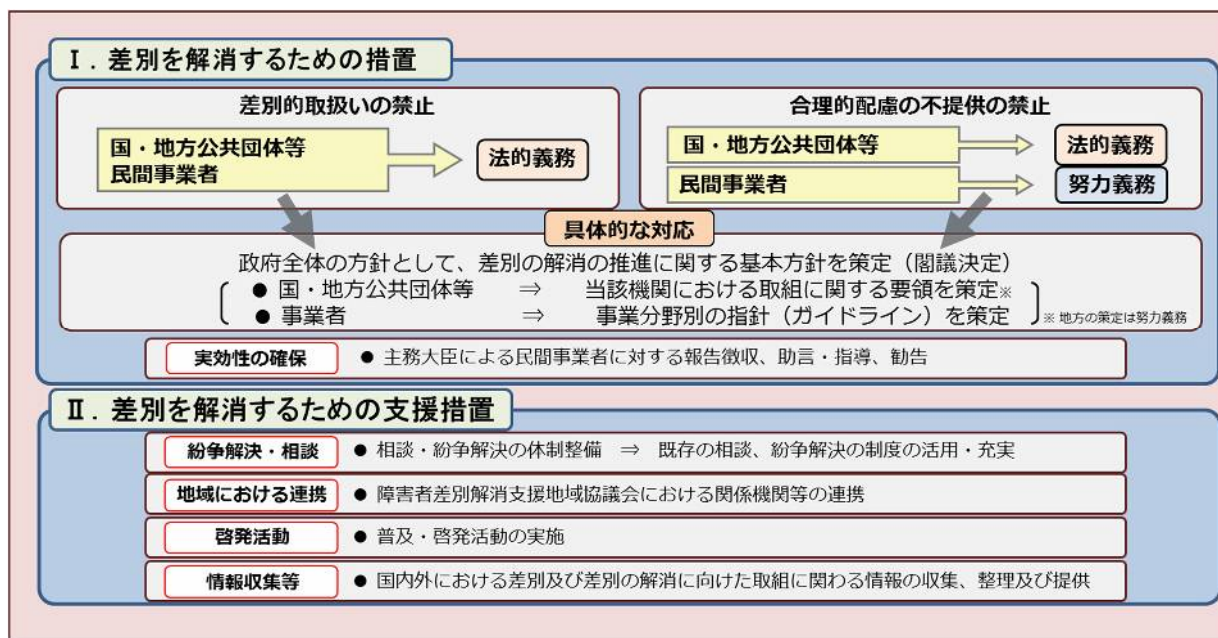 Ⅰ．差別を解消するための措置
差別的取扱いの禁止
国・地方公共団体等
民間事業者
法的義務
合理的配慮の不提供の禁止
国・地方公共団体等
法的義務
民間事業者
努力義務
具体的な対応
政府全体の方針として、差別の解消の推進に関する基本方針を策定（閣議決定）
● 国・地方公共団体等 ⇒ 当該機関における取組に関する要領を策定※
● 事業者 ⇒ 事業分野別の指針（ガイドライン）を策定
※ 地方の策定は努力義務
実効性の確保 ● 主務大臣による民間事業者に対する報告徴収、助言・指導、勧告
Ⅱ．差別を解消するための支援措置
紛争解決・相談 ● 相談・紛争解決の体制整備 ⇒ 既存の相談、紛争解決の制度の活用・充実
地域における連携 ● 障害者差別解消支援地域協議会における関係機関等の連携
啓発活動 ● 普及・啓発活動の実施
情報収集等 ● 国内外における差別及び差別の解消に向けた取組に関わる情報の収集、整理及び提供